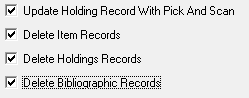 Update Holding Record With Pick And Scan
Delete Item Records
Delete Holdings Records
Delete Bibliographic Records